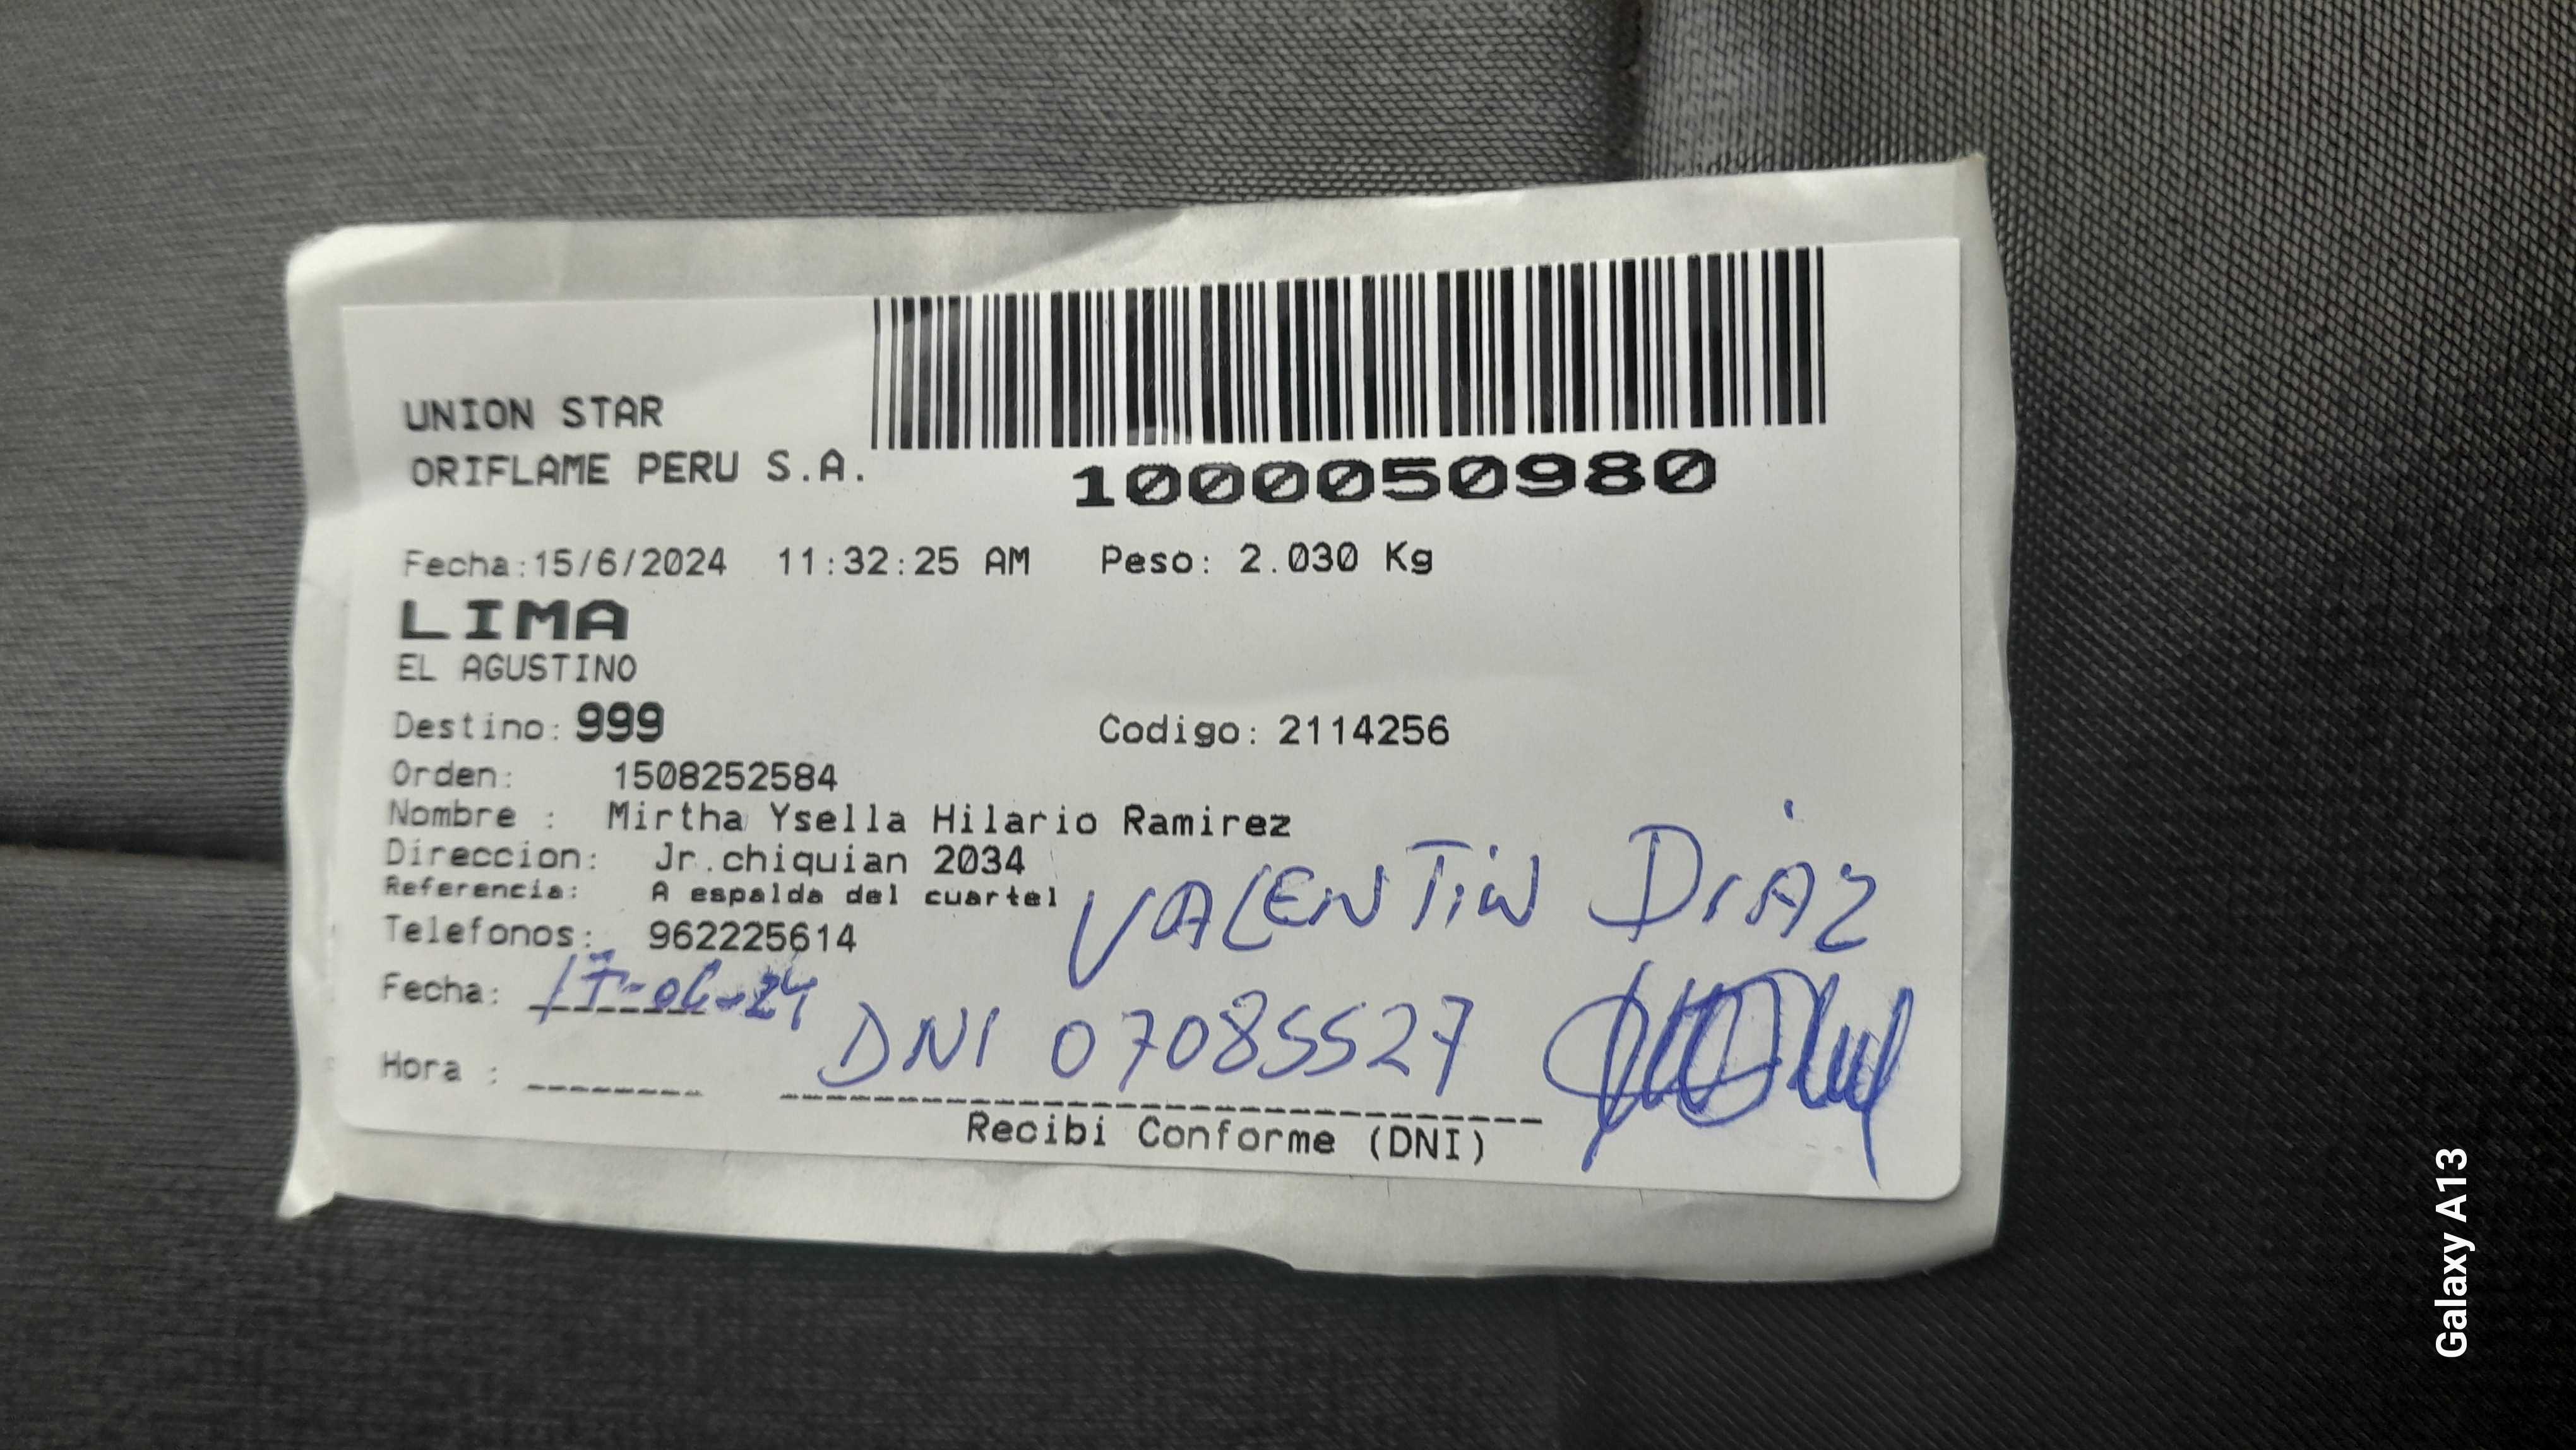 UNION STAR
ORIFLAME PERU S.A.
1000050980
Fecha:15/6/2024 11:32:25 AM Peso: 2.030 Kg
LIMA
EL AGUSTINO
Destino: 999 Codigo: 2114256
Orden: 1508252584
Nombre : Mirtha Ysella Hilario Ramirez
Direccion: Jr.chiquian 2034
Referencia: A espalda del cuartel
VALENTIN DIAZ
Telefonos: 962225614
Fecha: 17-06-24
DNI 07085527
Hora :
Recibi Conforme (DNI)
Galaxy A13